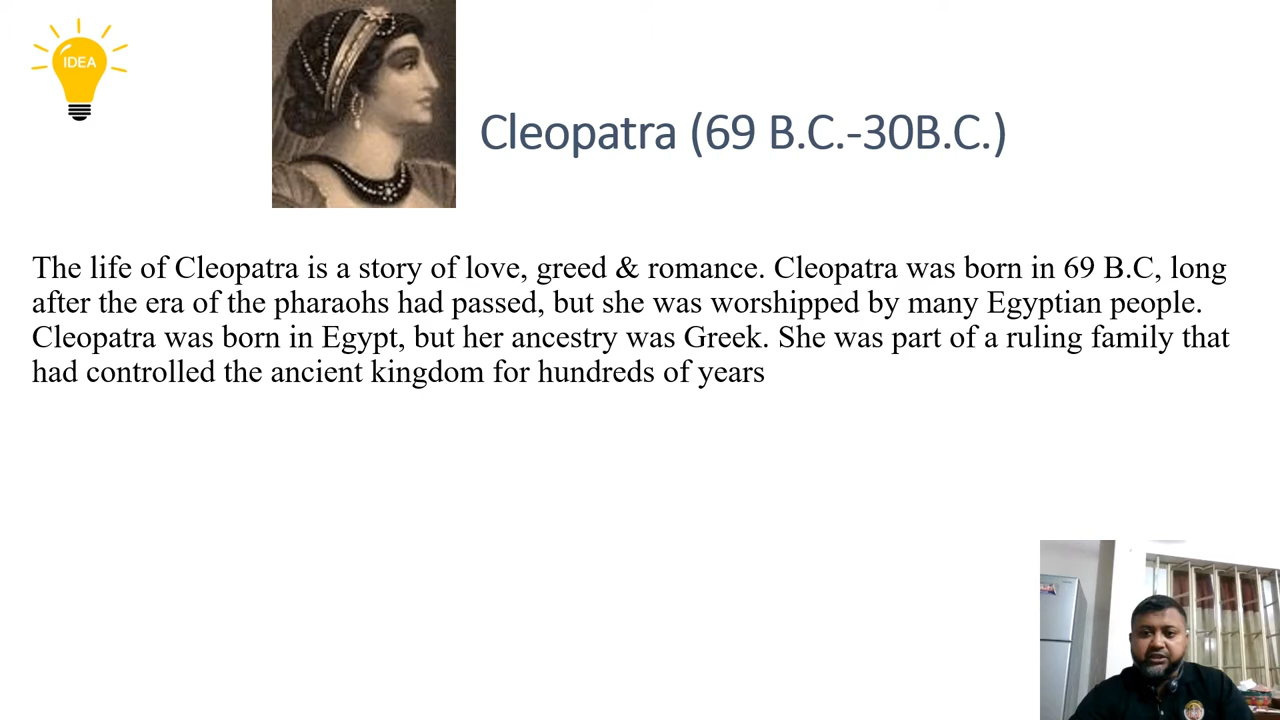 IDEA
Cleopatra (69 B.C.-30B.C.)
The life of Cleopatra is a story of love, greed & romance. Cleopatra was born in 69 B.C, long
after the era of the pharaohs had passed, but she was worshipped by many Egyptian people.
Cleopatra was born in Egypt, but her ancestry was Greek. She was part of a ruling family that
had controlled the ancient kingdom for hundreds of years